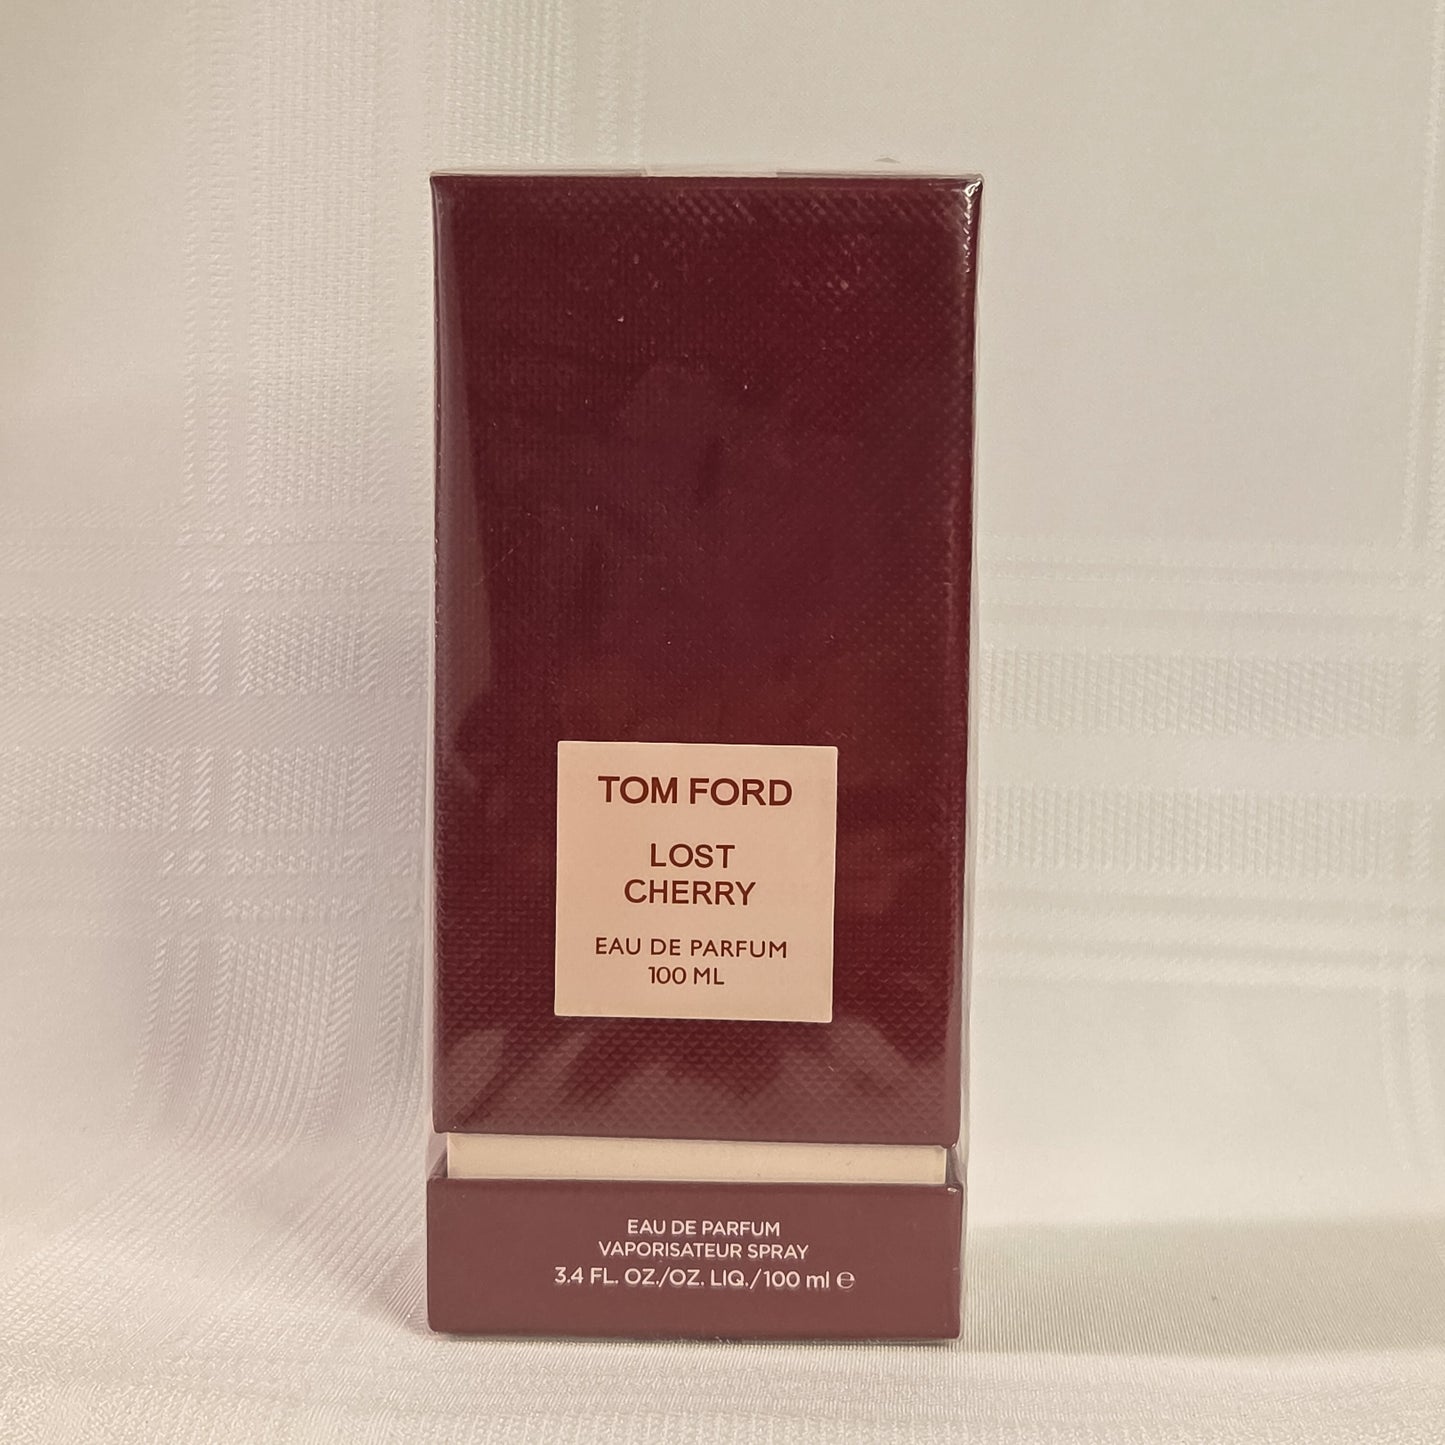 TOM FORD
LOST
CHERRY
EAU DE PARFUM
100 ML
EAU DE PARFUM
VAPORISATEUR SPRAY
3.4 FL. OZ./OZ. LIQ./100 ml ℮